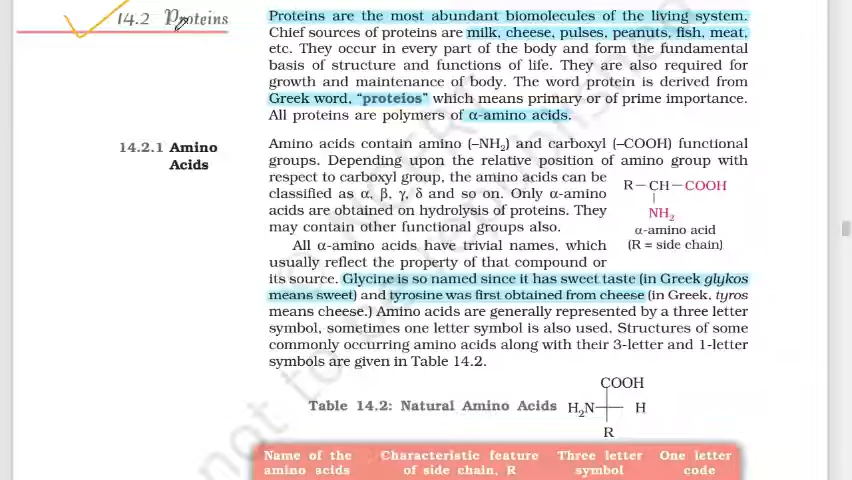 14.2 Proteins
Proteins are the most abundant biomolecules of the living system.
Chief sources of proteins are milk, cheese, pulses, peanuts, fish, meat,
etc. They occur in every part of the body and form the fundamental
basis of structure and functions of life. They are also required for
growth and maintenance of body. The word protein is derived from
Greek word, “proteios” which means primary or of prime importance.
All proteins are polymers of α-amino acids.
14.2.1 Amino
Acids
Amino acids contain amino (–NH₂) and carboxyl (–COOH) functional
groups. Depending upon the relative position of amino group with
respect to carboxyl group, the amino acids can be
classified as α, β, γ, δ and so on. Only α-amino
acids are obtained on hydrolysis of proteins. They
may contain other functional groups also.
R–CH–COOH
NH₂
α-amino acid
(R = side chain)
All α-amino acids have trivial names, which
usually reflect the property of that compound or
its source. Glycine is so named since it has sweet taste (in Greek glykos
means sweet) and tyrosine was first obtained from cheese (in Greek, tyros
means cheese.) Amino acids are generally represented by a three letter
symbol, sometimes one letter symbol is also used. Structures of some
commonly occurring amino acids along with their 3-letter and 1-letter
symbols are given in Table 14.2.
COOH
Table 14.2: Natural Amino Acids H₂N H
R
Name of the Characteristic feature Three letter One letter
amino acids of side chain, R symbol code